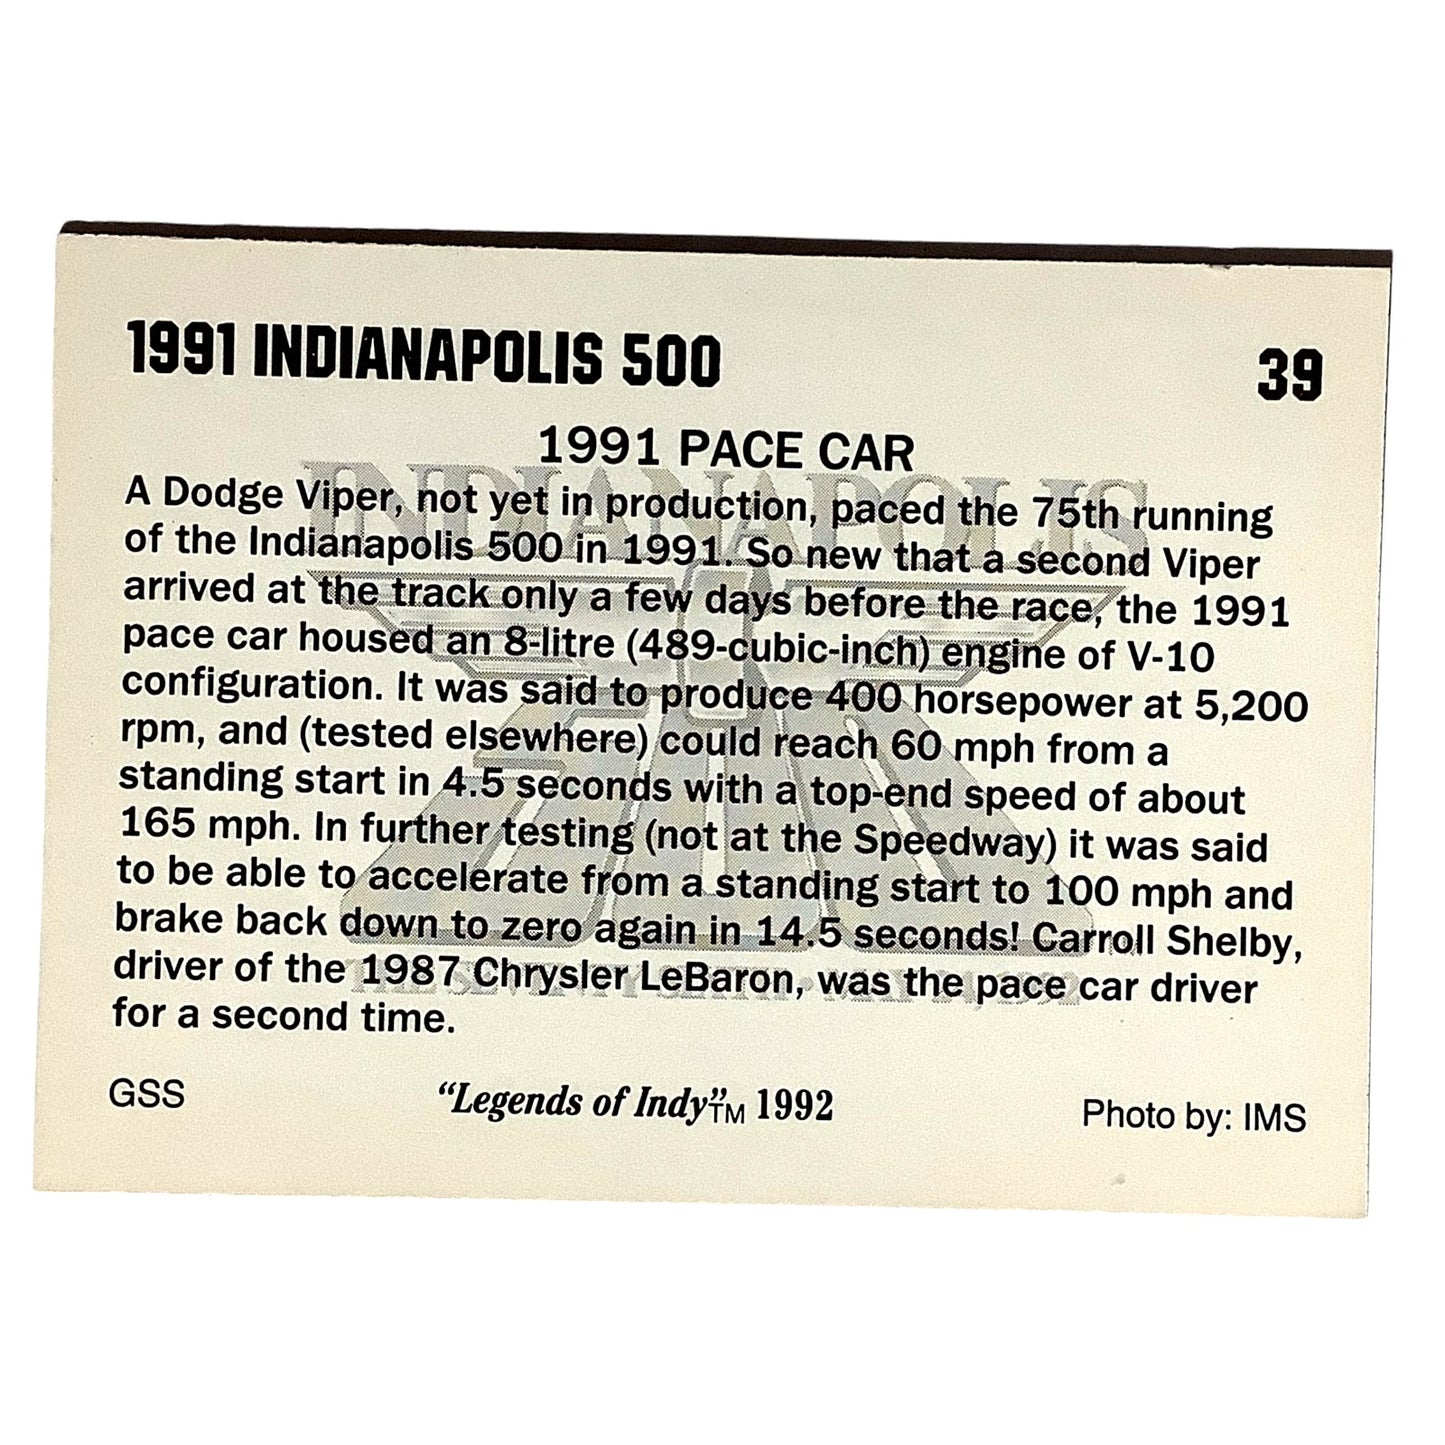 1991 INDIANAPOLIS 500 39
1991 PACE CAR
A Dodge Viper, not yet in production, paced the 75th running
of the Indianapolis 500 in 1991. So new that a second Viper
arrived at the track only a few days before the race, the 1991
pace car housed an 8-litre (489-cubic-inch) engine of V-10
configuration. It was said to produce 400 horsepower at 5,200
rpm, and (tested elsewhere) could reach 60 mph from a
standing start in 4.5 seconds with a top-end speed of about
165 mph. In further testing (not at the Speedway) it was said
to be able to accelerate from a standing start to 100 mph and
brake back down to zero again in 14.5 seconds! Carroll Shelby,
driver of the 1987 Chrysler LeBaron, was the pace car driver
for a second time.
GSS "Legends of Indy"TM 1992 Photo by: IMS
INDIANAPOLIS
500